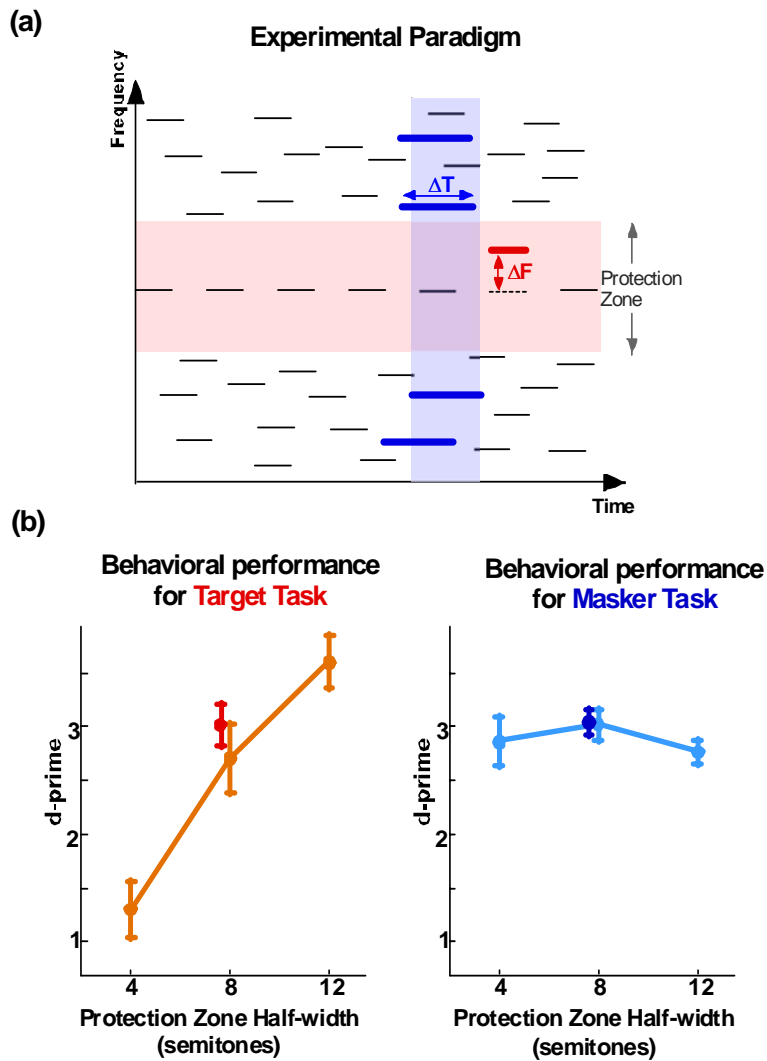 (a)
Experimental Paradigm
Frequency
ΔT
ΔF
Protection
Zone
Time
(b)
Behavioral performance
for Target Task
d-prime
3
2
1
4 8 12
Protection Zone Half-width
(semitones)
Behavioral performance
for Masker Task
d-prime
3
2
1
4 8 12
Protection Zone Half-width
(semitones)